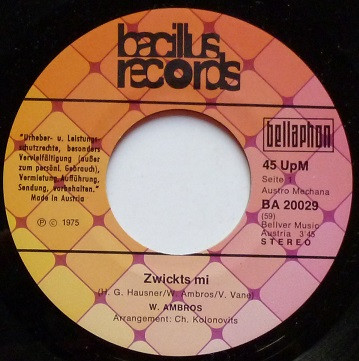 bacillus
records
"Urheber- u. Leistungs-
schutzrechte, besonders
Vervielfältigung (außer
zum persönl. Gebrauch),
Vermietung Aufführung,
Sendung, vorbehalten."
Made in Austria
Ⓟ © 1975
bellaphon
45 UpM
Seite 1
Austro Mechana
BA 20029
(59)
Beliver Music
Austria 3'45
STEREO
Zwickts mi
(H. G. Hausner/W. Ambros/V. Vane)
W. AMBROS
Arrangement: Ch. Kolonovits